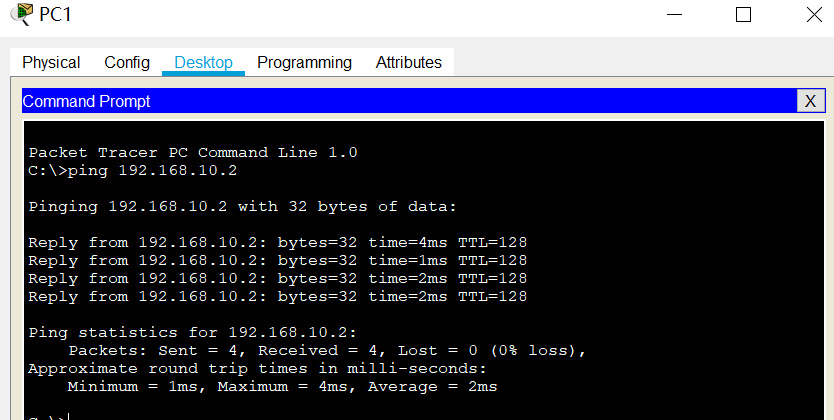 PC1
Physical Config Desktop Programming Attributes
Command Prompt X
Packet Tracer PC Command Line 1.0
C:\>ping 192.168.10.2
Pinging 192.168.10.2 with 32 bytes of data:
Reply from 192.168.10.2: bytes=32 time=4ms TTL=128
Reply from 192.168.10.2: bytes=32 time=1ms TTL=128
Reply from 192.168.10.2: bytes=32 time=2ms TTL=128
Reply from 192.168.10.2: bytes=32 time=2ms TTL=128
Ping statistics for 192.168.10.2:
    Packets: Sent = 4, Received = 4, Lost = 0 (0% loss),
Approximate round trip times in milli-seconds:
    Minimum = 1ms, Maximum = 4ms, Average = 2ms
C:\>